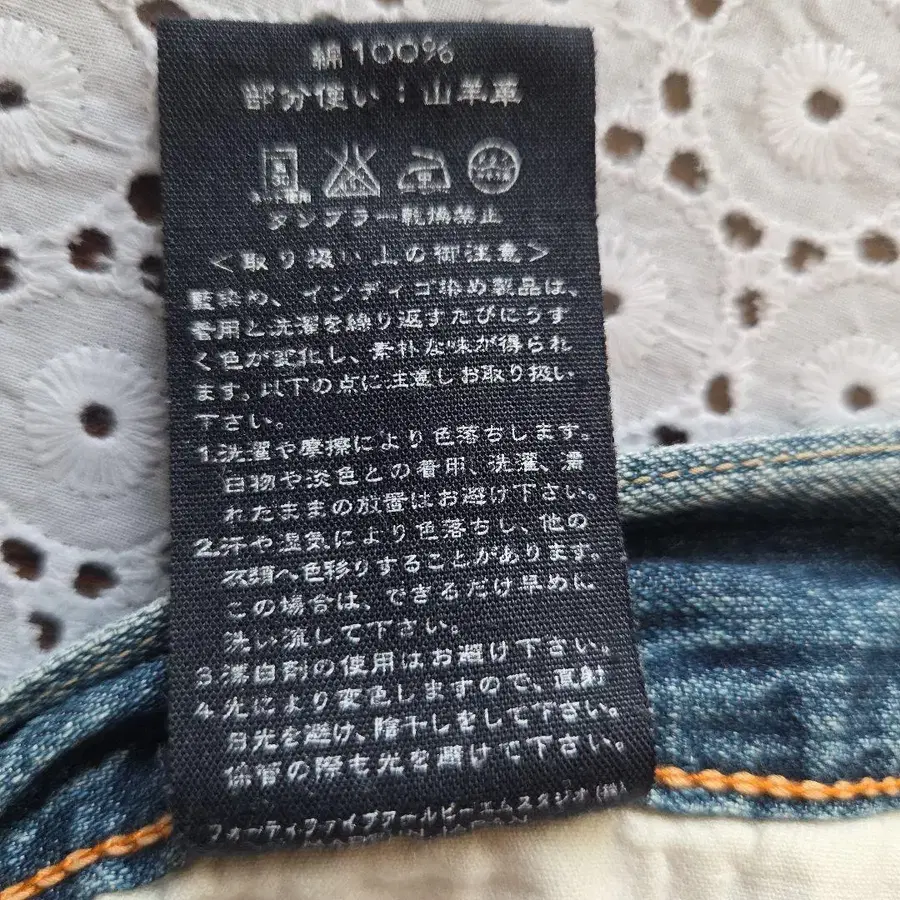 綿100%
部分使い：山羊革
タンブラー乾燥禁止
＜取り扱い上の御注意＞
藍染め、インディゴ染め製品は、
着用と洗濯を繰り返すたびにうす
く色が変化し、素朴な味が得られ
ます。以下の点に注意しお取り扱い
下さい。
1.洗濯や摩擦により色落ちします。
白物や淡色との着用、洗濯、濡
れたままの放置はお避け下さい。
2.汗や湿気により色落ちし、他の
衣類へ色移りすることがあります。
この場合は、できるだけ早めに
洗い流して下さい。
3.漂白剤の使用はお避け下さい。
4.光により変色しますので、直射
日光を避け、陰干しをして下さい。
保管の際も光を避けて下さい。
フォーティファイブアールピーエムスタジオ(株)
MADE IN JAPAN